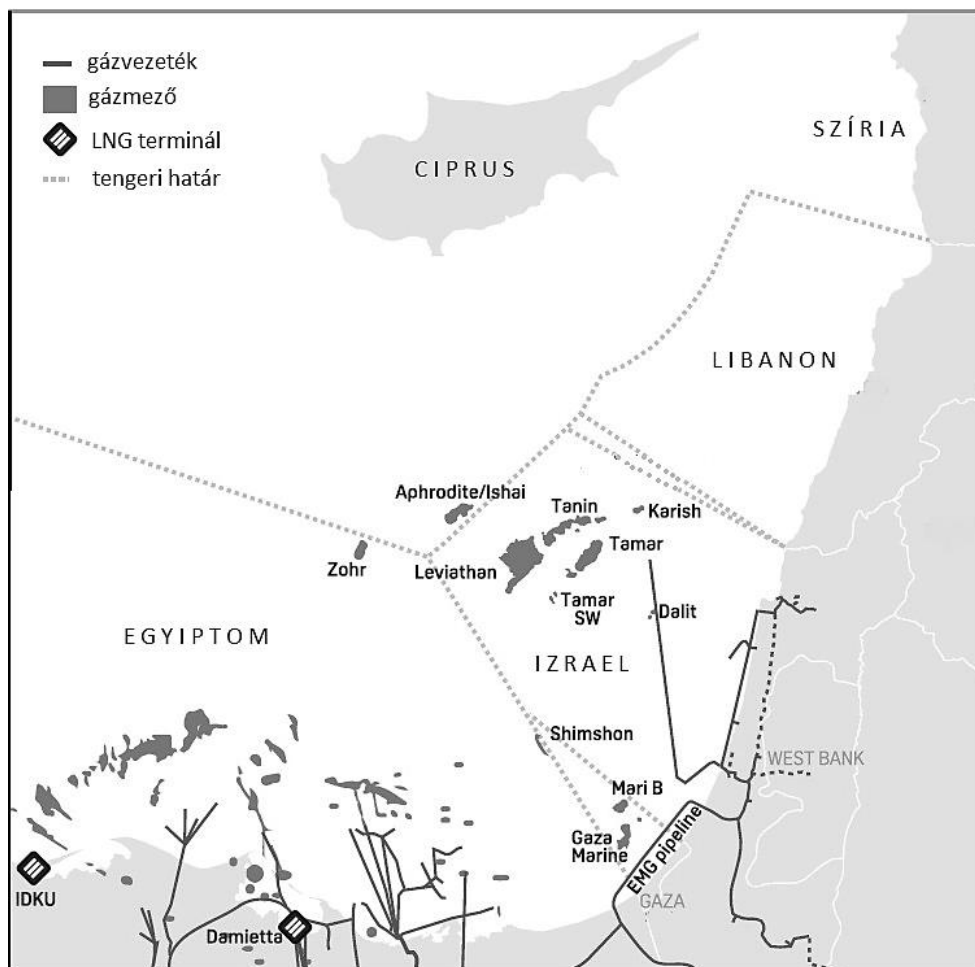 gázvezeték
gázmező
LNG terminál
tengeri határ
CIPRUS
SZÍRIA
LIBANON
Aphrodite/Ishai
Tanin
Karish
Zohr
Leviathan
Tamar
Tamar
SW
Dalit
EGYIPTOM
IZRAEL
Shimshon
WEST BANK
Mari B
Gaza
Marine
EMG pipeline
GAZA
IDKU
Damietta